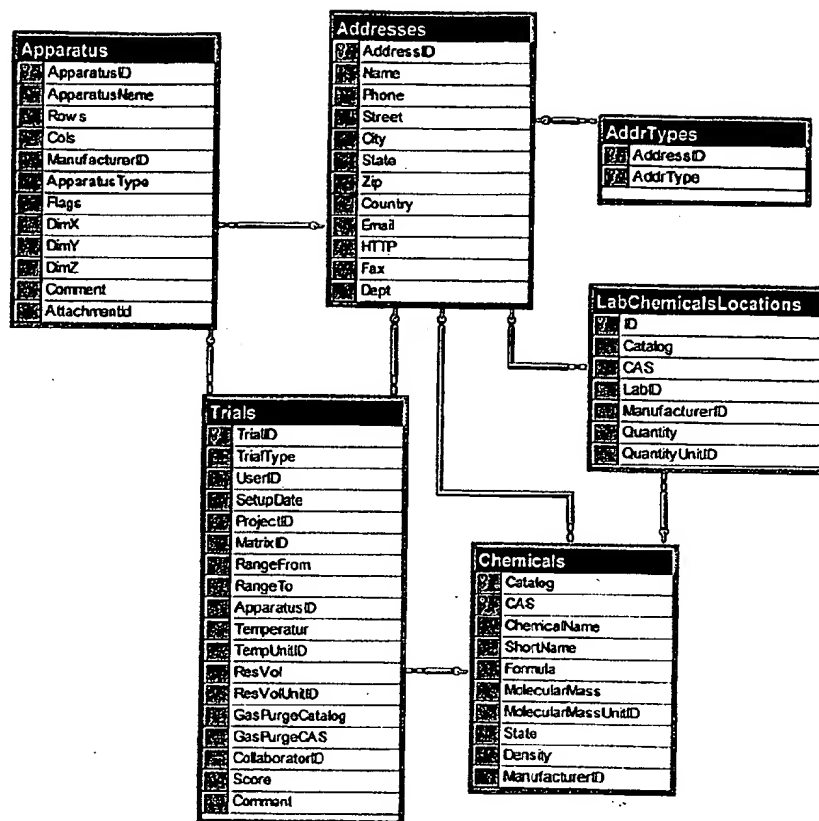 Apparatus
ApparatusID
ApparatusName
Rows
Cols
ManufacturerID
ApparatusType
Flags
DimX
DimY
DimZ
Comment
AttachmentId
Addresses
AddressID
Name
Phone
Street
City
State
Zip
Country
Email
HTTP
Fax
Dept
AddrTypes
AddressID
AddrType
LabChemicalsLocations
ID
Catalog
CAS
LabID
ManufacturerID
Quantity
QuantityUnitID
Trials
TrialID
TrialType
UserID
SetupDate
ProjectID
MatrixID
RangeFrom
RangeTo
ApparatusID
Temperatur
TempUnitID
ResVol
ResVolUnitID
GasPurgeCatalog
GasPurgeCAS
CollaboratorID
Score
Comment
Chemicals
Catalog
CAS
ChemicalName
ShortName
Formula
MolecularMass
MolecularMassUnitID
State
Density
ManufacturerID